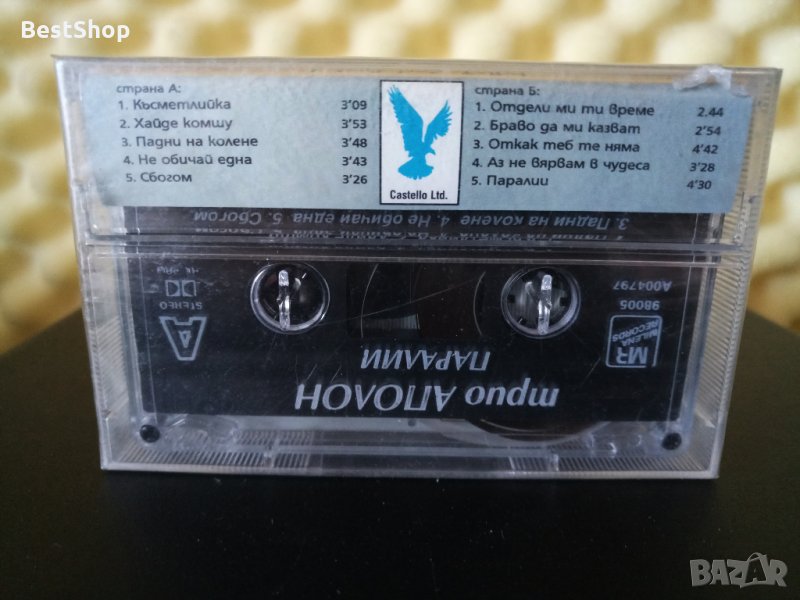 BestShop
страна А:
1. Късметлийка 3'09
2. Хайде комшу 3'53
3. Падни на колене 3'48
4. Не обичай една 3'43
5. Сбогом 3'26
Castello Ltd.
страна Б:
1. Отдели ми ти време 2.44
2. Браво да ми казват 2'54
3. Откак теб те няма 4'42
4. Аз не вярвам в чудеса 3'28
5. Паралии 4'30
3. Падни на колене 4. Не обичай една 5. Сбогом
трио АПОЛОН
ПАРАЛИИ
MR
MILENA RECORDS
98005
A004797
A
STEREO
BAZAR